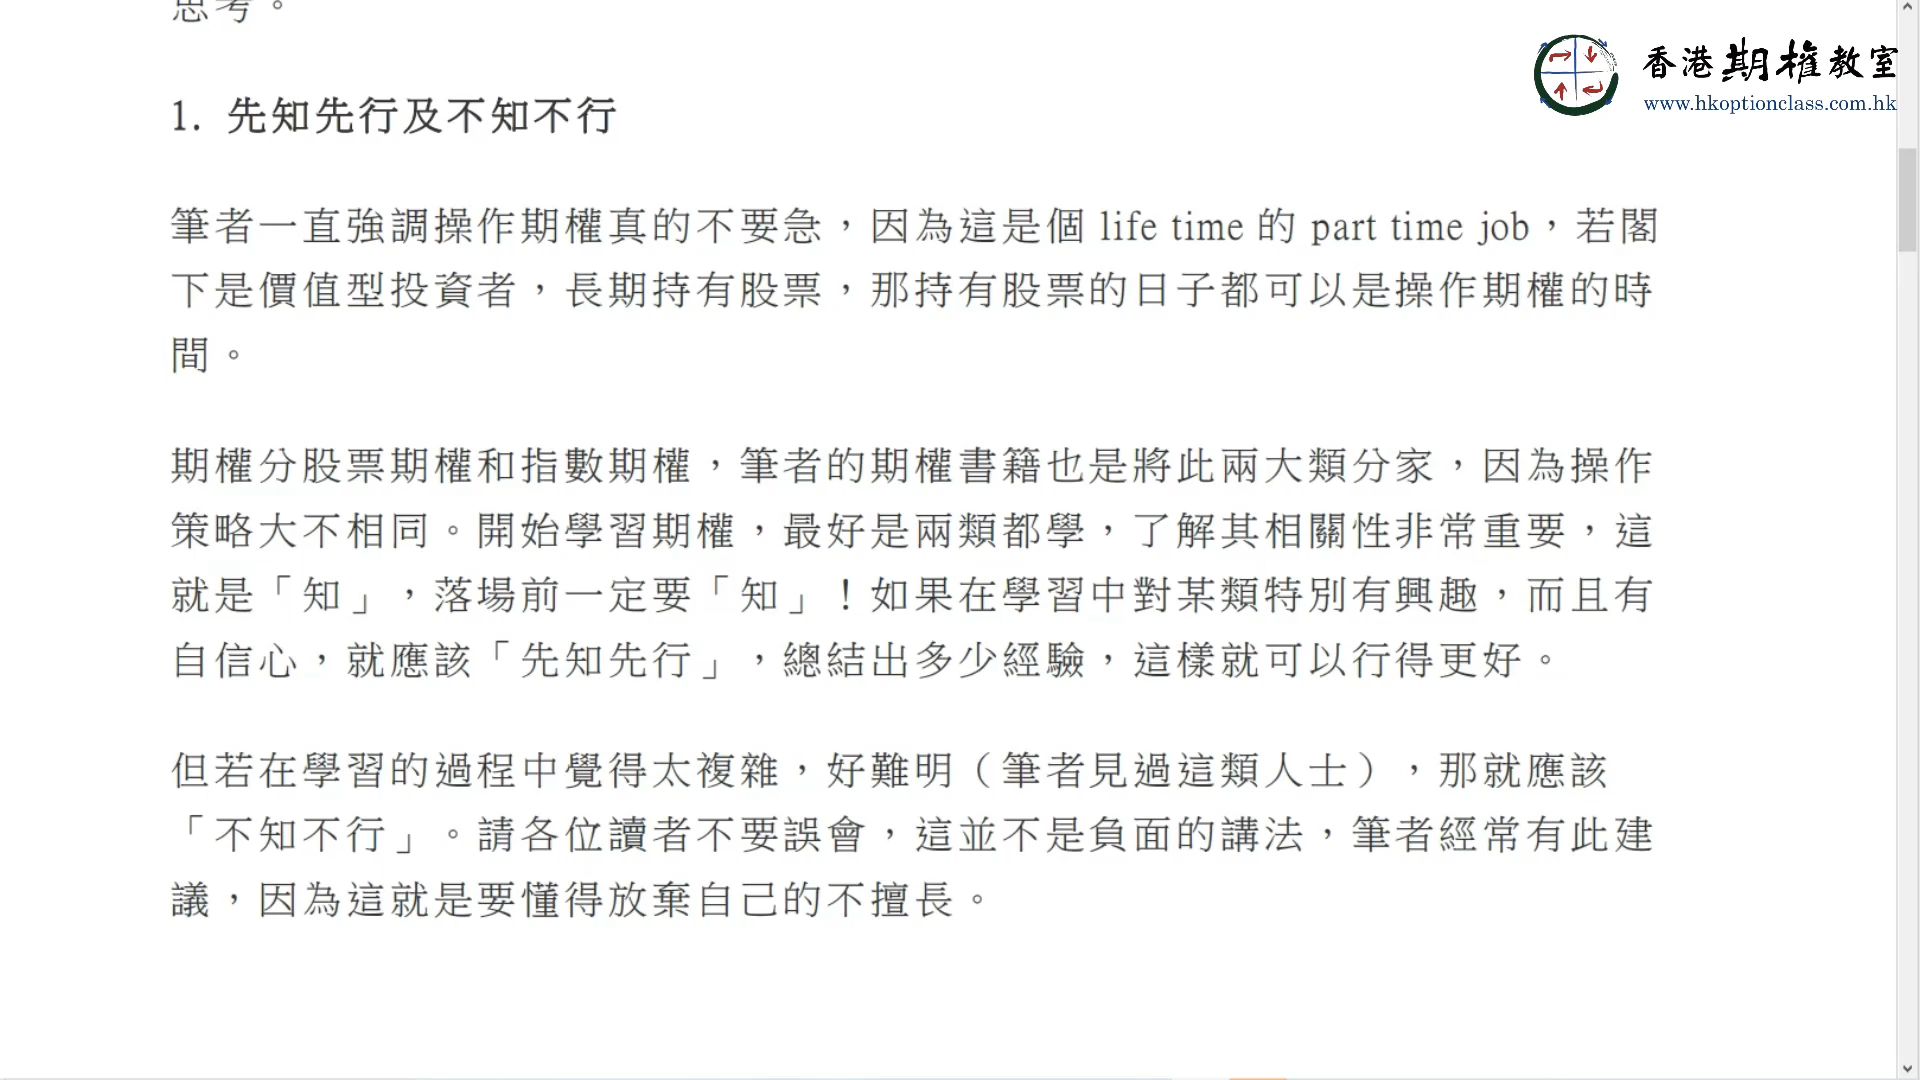 思考。
香港期權教室
www.hkoptionclass.com.hk
1. 先知先行及不知不行
筆者一直強調操作期權真的不要急，因為這是個 life time 的 part time job，若閣
下是價值型投資者，長期持有股票，那持有股票的日子都可以是操作期權的時
間。
期權分股票期權和指數期權，筆者的期權書籍也是將此兩大類分家，因為操作
策略大不相同。開始學習期權，最好是兩類都學，了解其相關性非常重要，這
就是「知」，落場前一定要「知」！如果在學習中對某類特別有興趣，而且有
自信心，就應該「先知先行」，總結出多少經驗，這樣就可以行得更好。
但若在學習的過程中覺得太複雜，好難明（筆者見過這類人士），那就應該
「不知不行」。請各位讀者不要誤會，這並不是負面的講法，筆者經常有此建
議，因為這就是要懂得放棄自己的不擅長。